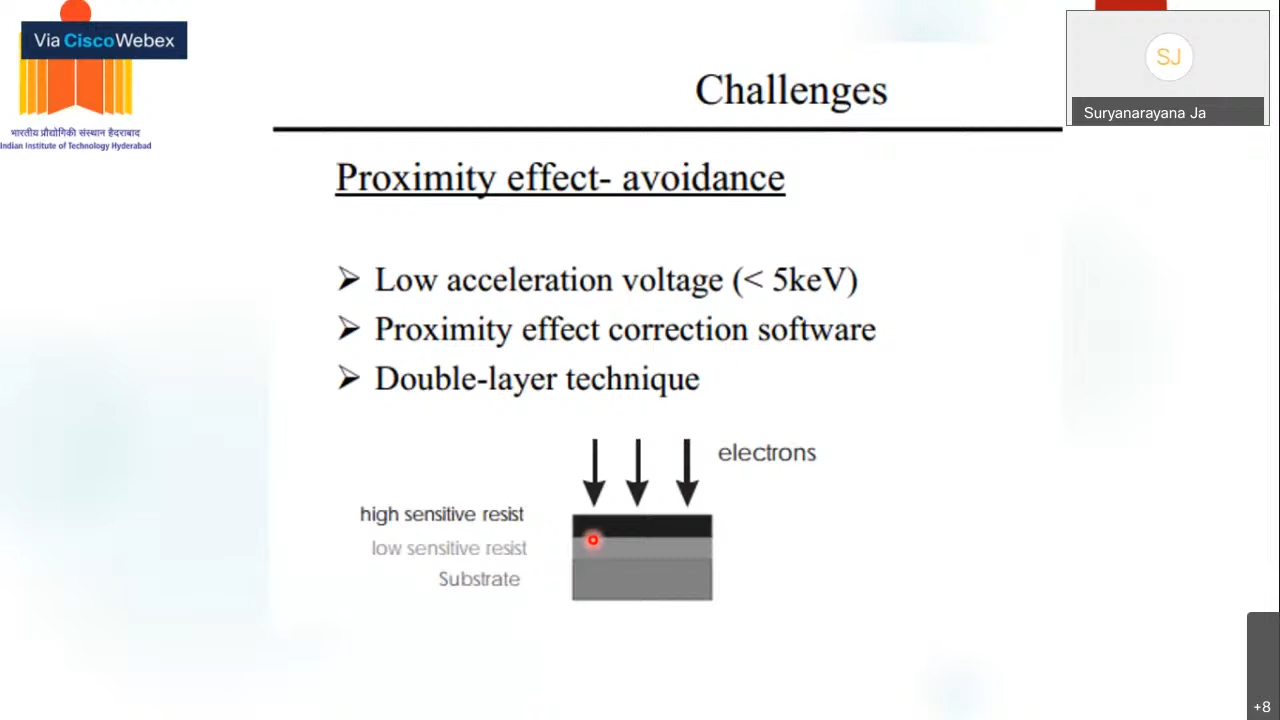 Via CiscoWebex
भारतीय प्रौद्योगिकी संस्थान हैदराबाद
Indian Institute of Technology Hyderabad
SJ
Suryanarayana Ja
Challenges
Proximity effect- avoidance
➢ Low acceleration voltage (< 5keV)
➢ Proximity effect correction software
➢ Double-layer technique
electrons
high sensitive resist
low sensitive resist
Substrate
+8